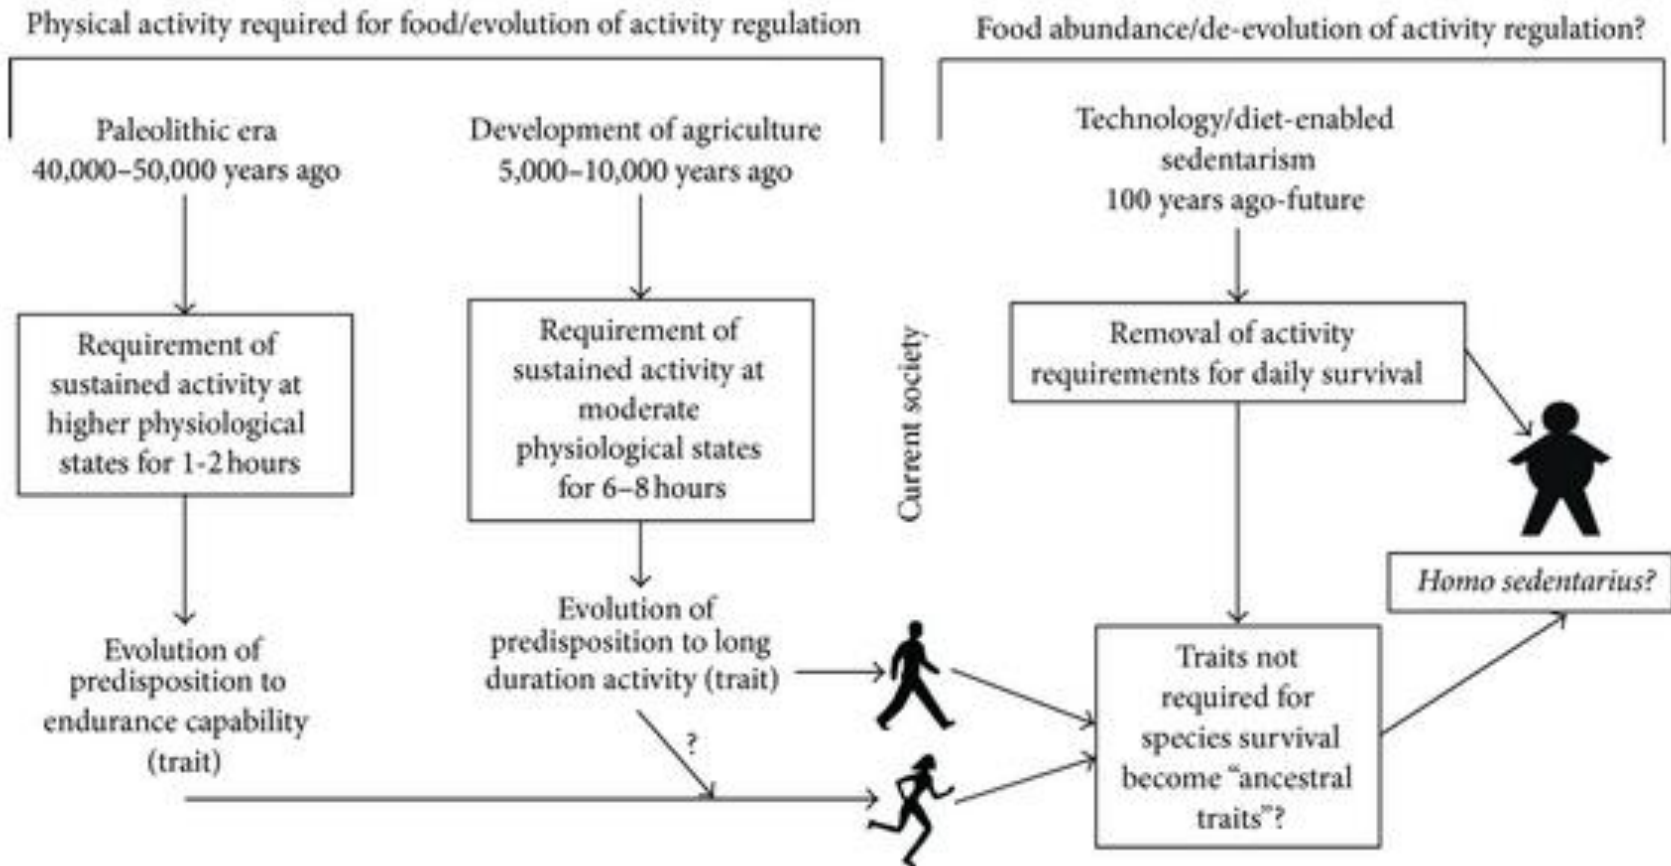 Physical activity required for food/evolution of activity regulation
Food abundance/de-evolution of activity regulation?
Paleolithic era
40,000–50,000 years ago
Development of agriculture
5,000–10,000 years ago
Technology/diet-enabled
sedentarism
100 years ago-future
Requirement of
sustained activity at
higher physiological
states for 1-2 hours
Requirement of
sustained activity at
moderate
physiological states
for 6–8 hours
Current society
Removal of activity
requirements for daily survival
Evolution of
predisposition to
endurance capability
(trait)
Evolution of
predisposition to long
duration activity (trait)
?
Traits not
required for
species survival
become “ancestral
traits”?
Homo sedentarius?